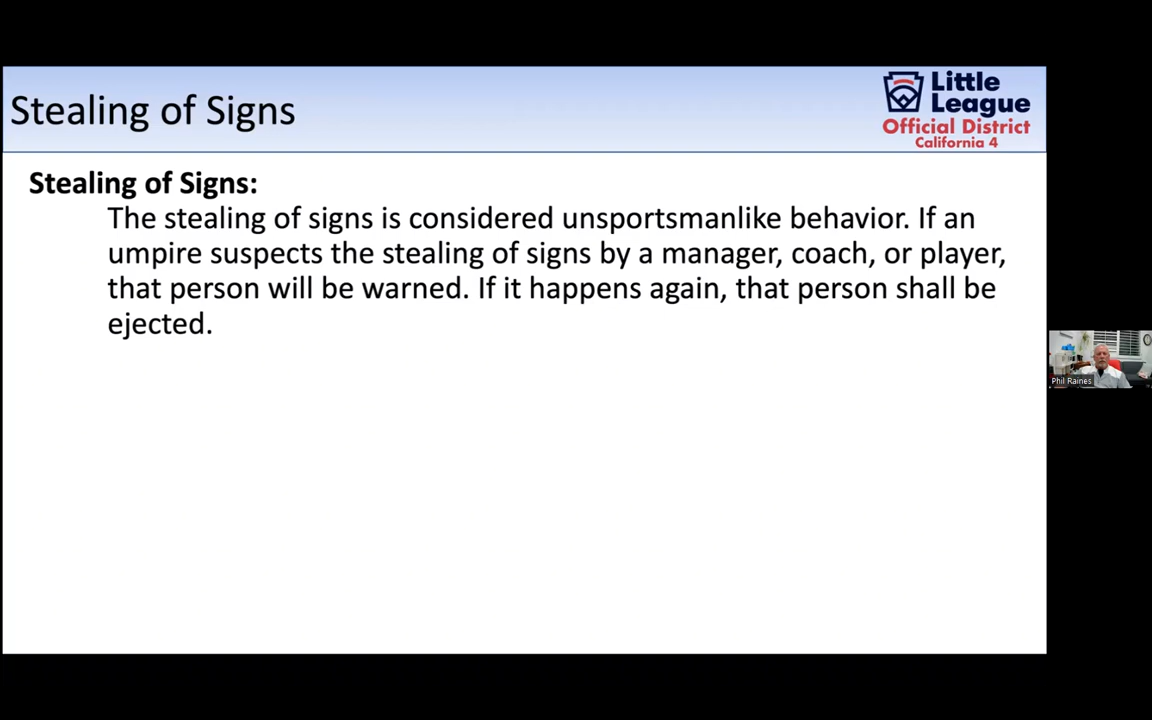 Stealing of Signs
Little
League
Official District
California 4
Stealing of Signs:
The stealing of signs is considered unsportsmanlike behavior. If an
umpire suspects the stealing of signs by a manager, coach, or player,
that person will be warned. If it happens again, that person shall be
ejected.
Phil Raines